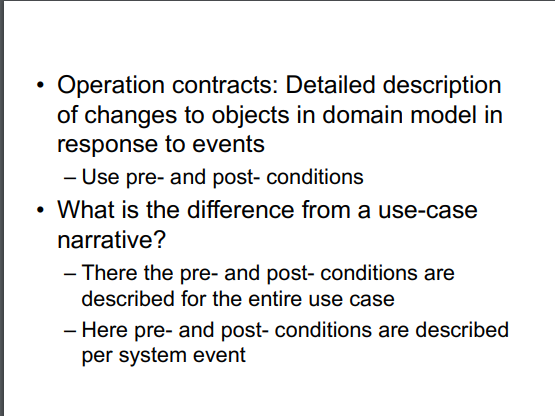 • Operation contracts: Detailed description
of changes to objects in domain model in
response to events
– Use pre- and post- conditions
• What is the difference from a use-case
narrative?
– There the pre- and post- conditions are
described for the entire use case
– Here pre- and post- conditions are described
per system event